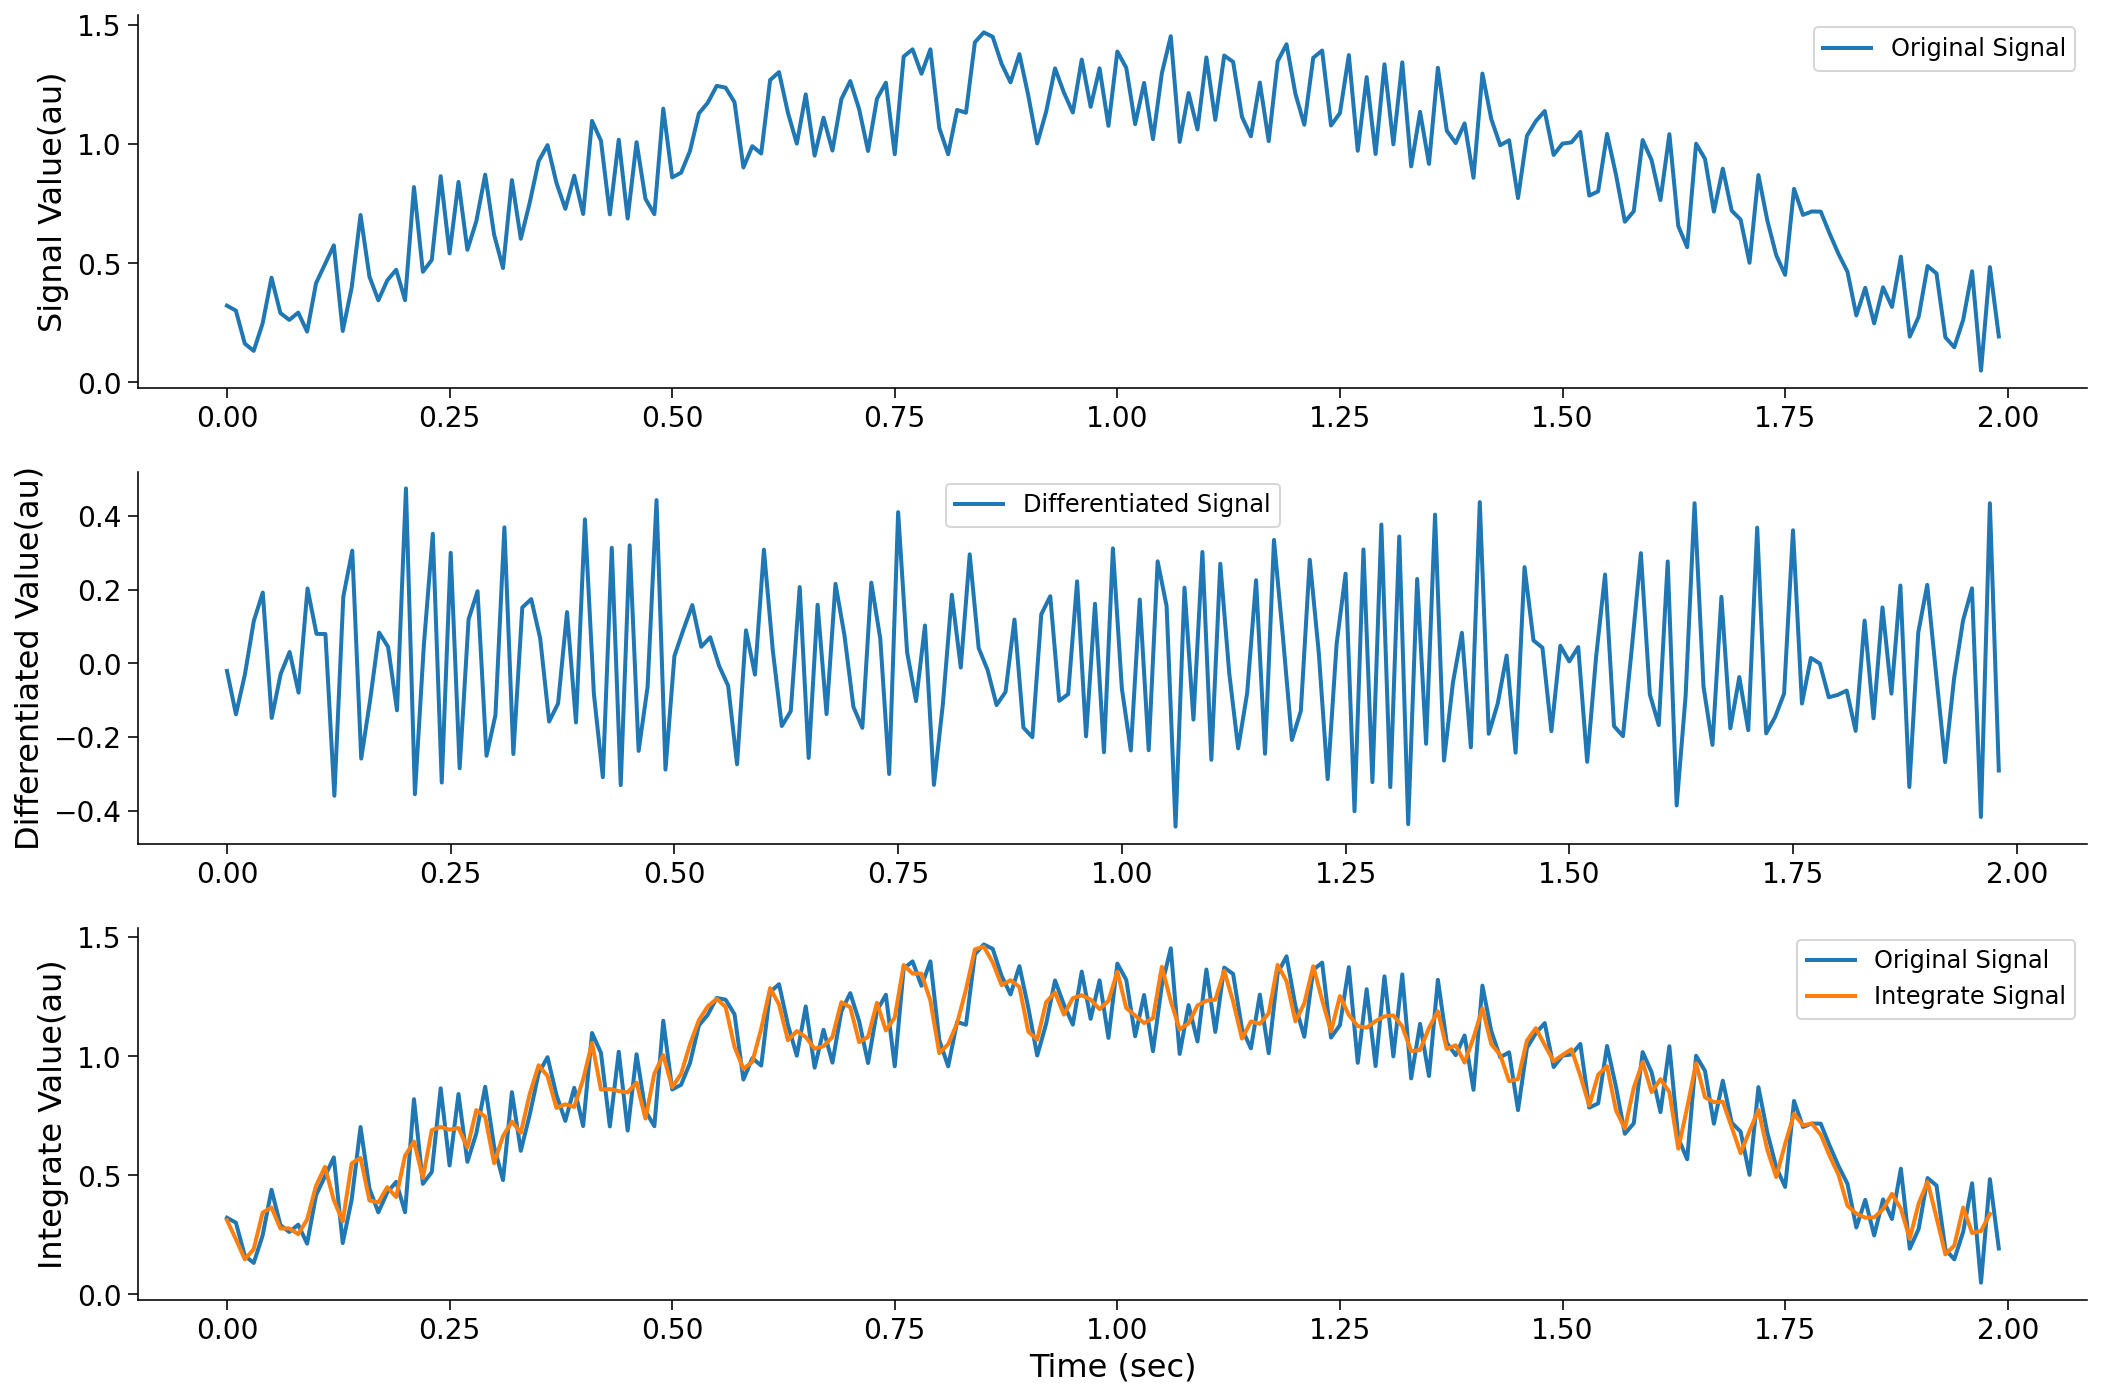 Signal Value(au)
1.5
1.0
0.5
0.0
Original Signal
0.00 0.25 0.50 0.75 1.00 1.25 1.50 1.75 2.00
Differentiated Value(au)
0.4
0.2
0.0
−0.2
−0.4
Differentiated Signal
0.00 0.25 0.50 0.75 1.00 1.25 1.50 1.75 2.00
Integrate Value(au)
1.5
1.0
0.5
0.0
Original Signal
Integrate Signal
0.00 0.25 0.50 0.75 1.00 1.25 1.50 1.75 2.00
Time (sec)